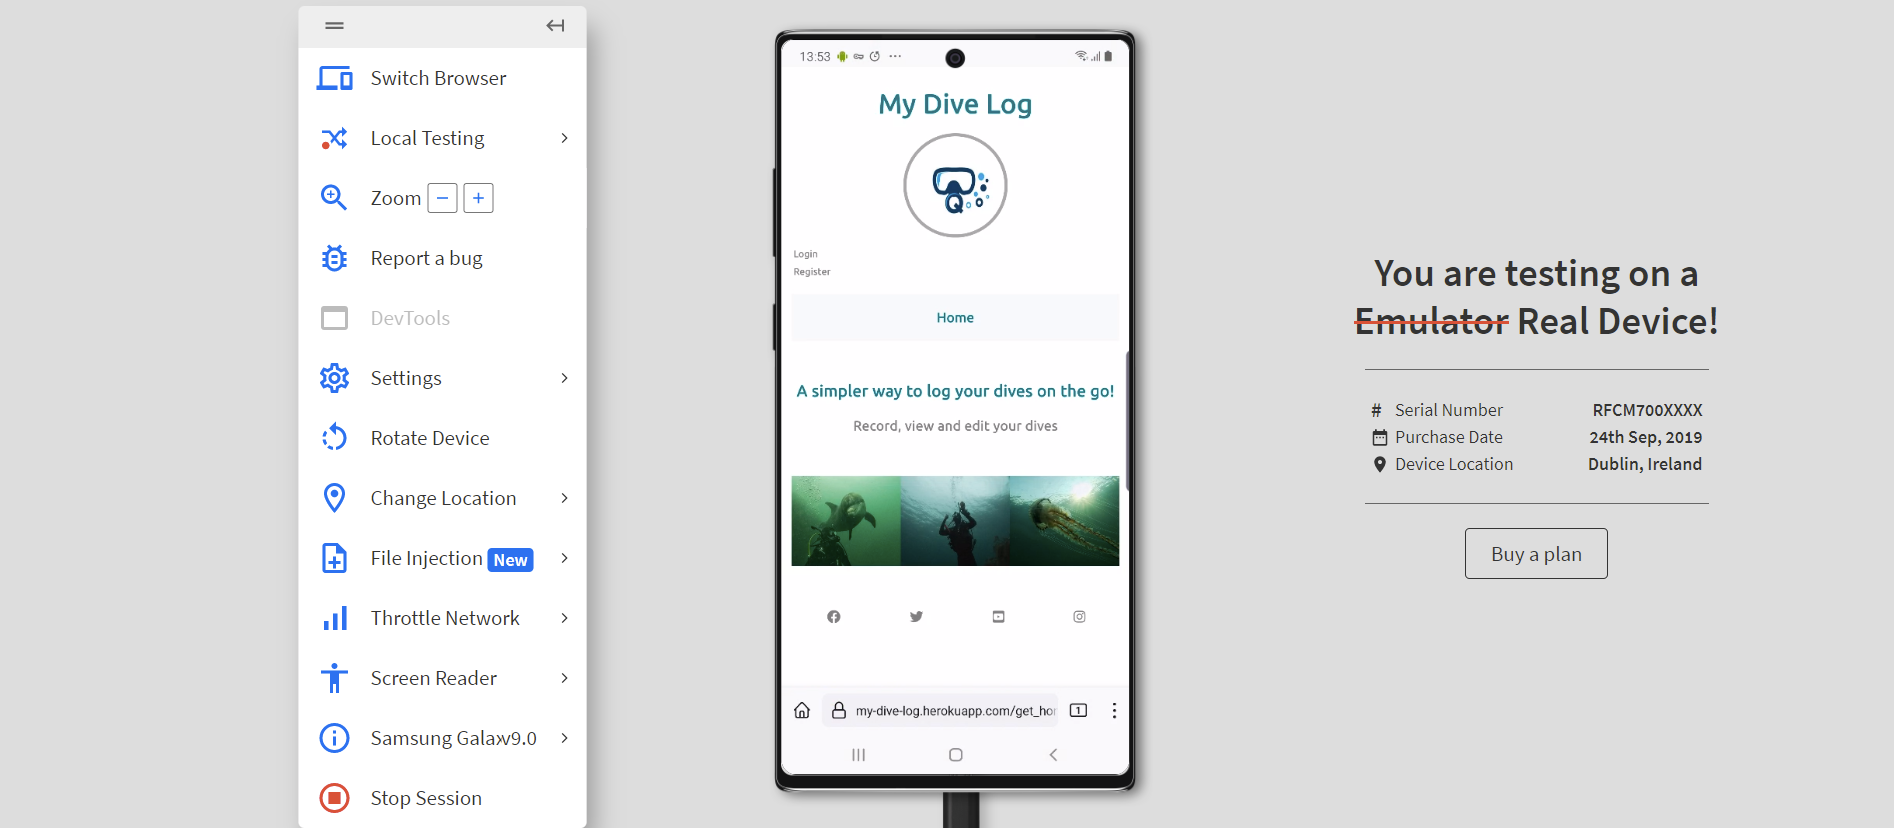 Switch Browser
Local Testing
Zoom
Report a bug
DevTools
Settings
Rotate Device
Change Location
File Injection New
Throttle Network
Screen Reader
Samsung Galaxv9.0
Stop Session
13:53
My Dive Log
Login
Register
Home
A simpler way to log your dives on the go!
Record, view and edit your dives
1
my-dive-log.herokuapp.com/get_hor
You are testing on a
Emulator Real Device!
# Serial Number RFCM700XXXX
Purchase Date 24th Sep, 2019
Device Location Dublin, Ireland
Buy a plan